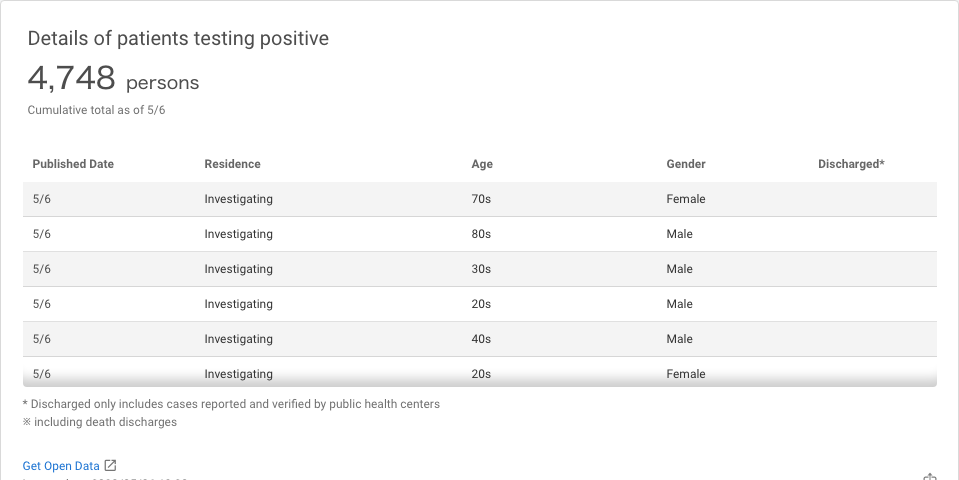 Details of patients testing positive
4,748 persons
Cumulative total as of 5/6
Published Date Residence Age Gender Discharged*
5/6 Investigating 70s Female
5/6 Investigating 80s Male
5/6 Investigating 30s Male
5/6 Investigating 20s Male
5/6 Investigating 40s Male
5/6 Investigating 20s Female
* Discharged only includes cases reported and verified by public health centers
※ including death discharges
Get Open Data